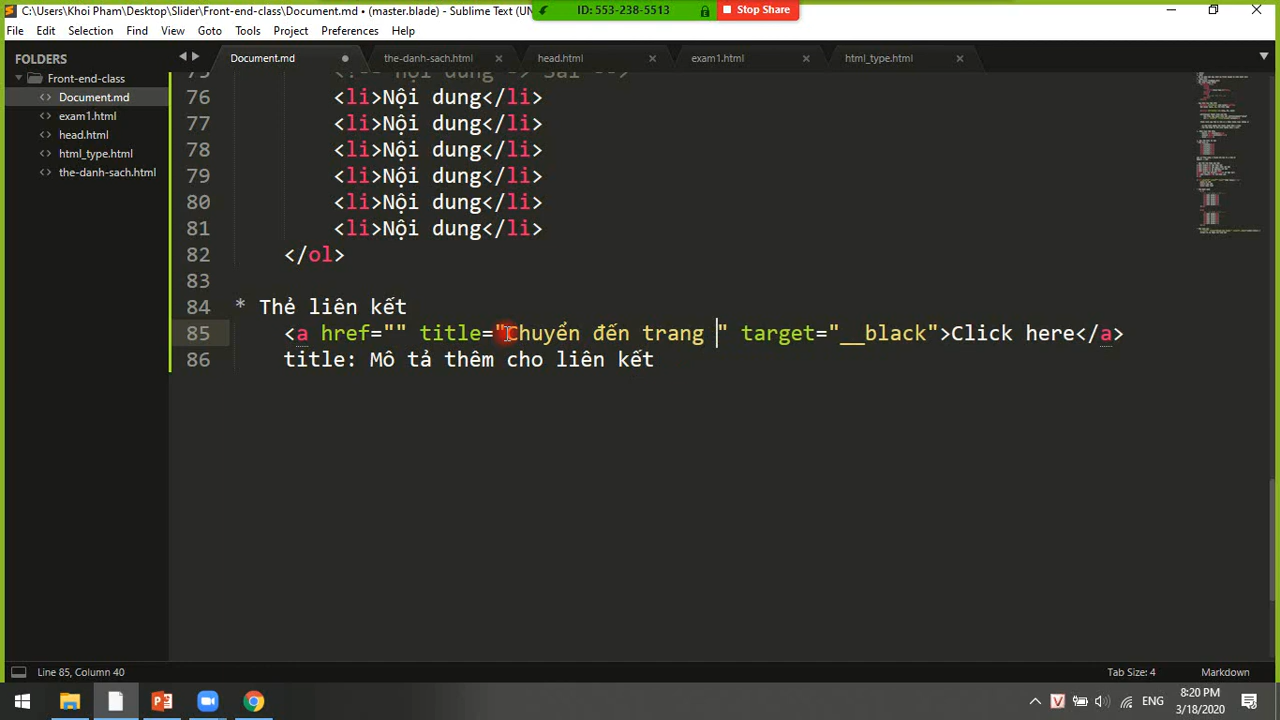 C:\Users\Khoi Pham\Desktop\Slider\Front-end-class\Document.md • (master.blade) - Sublime Text (UN
ID: 553-238-5513
Stop Share
File Edit Selection Find View Goto Tools Project Preferences Help
FOLDERS
Front-end-class
Document.md
exam1.html
head.html
html_type.html
the-danh-sach.html
Document.md the-danh-sach.html head.html exam1.html html_type.html
75 <!-- nội dung -> Sai -->
76 <li>Nội dung</li>
77 <li>Nội dung</li>
78 <li>Nội dung</li>
79 <li>Nội dung</li>
80 <li>Nội dung</li>
81 <li>Nội dung</li>
82 </ol>
83
84 * Thẻ liên kết
85 <a href="" title="Chuyển đến trang " target="__black">Click here</a>
86 title: Mô tả thêm cho liên kết
Line 85, Column 40
Tab Size: 4
Markdown
ENG
8:20 PM
3/18/2020